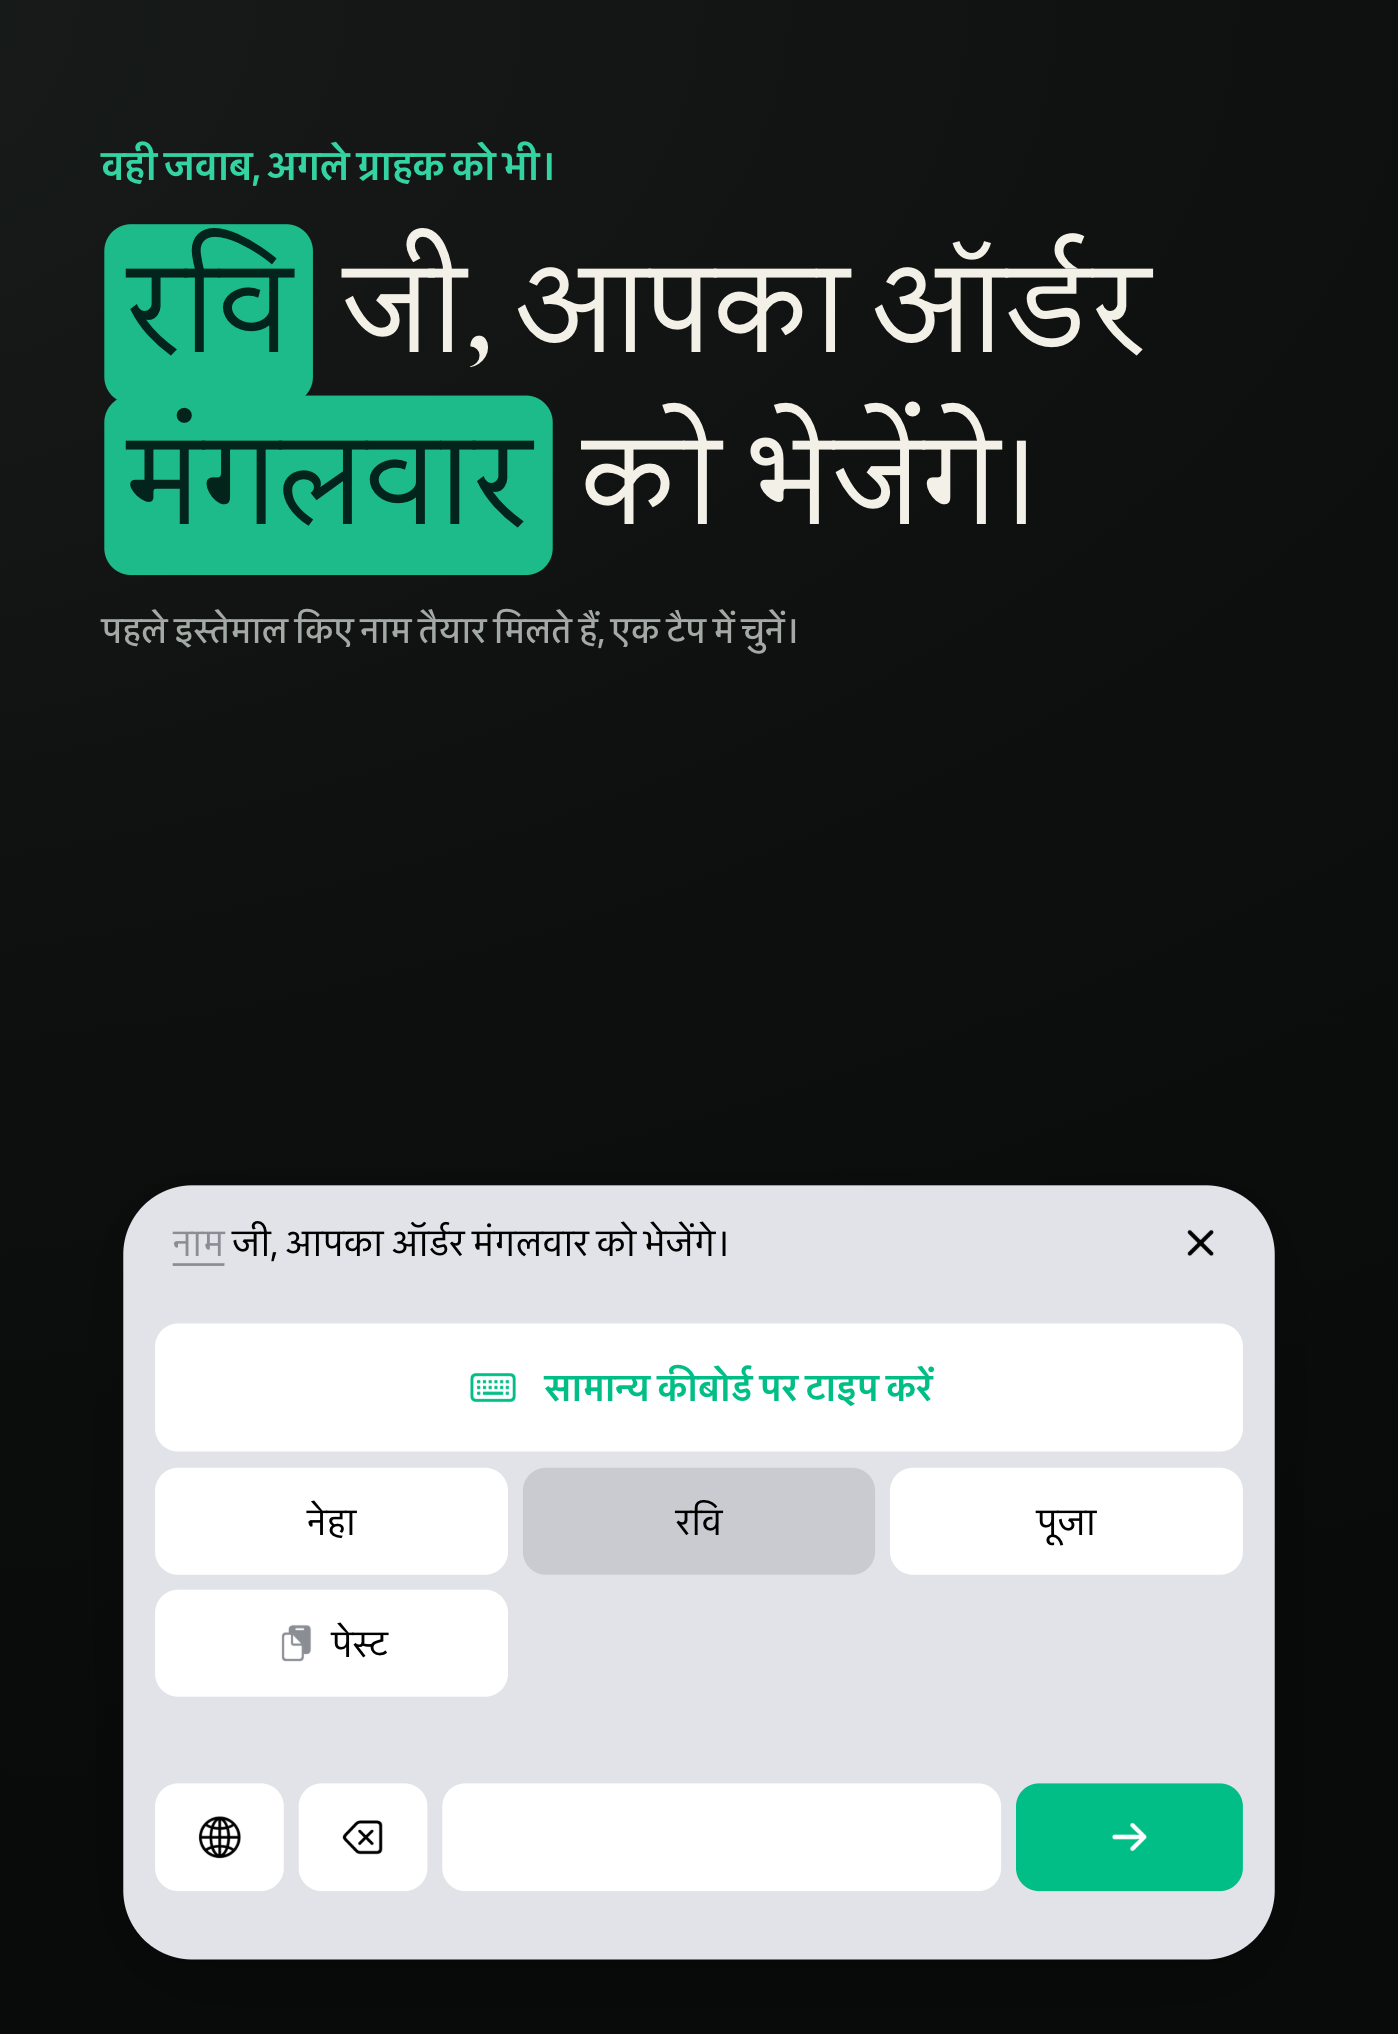 वही जवाब, अगले ग्राहक को भी।
रवि जी, आपका ऑर्डर
मंगलवार को भेजेंगे।
पहले इस्तेमाल किए नाम तैयार मिलते हैं, एक टैप में चुनें।
नाम जी, आपका ऑर्डर मंगलवार को भेजेंगे।
सामान्य कीबोर्ड पर टाइप करें
नेहा रवि पूजा
पेस्ट